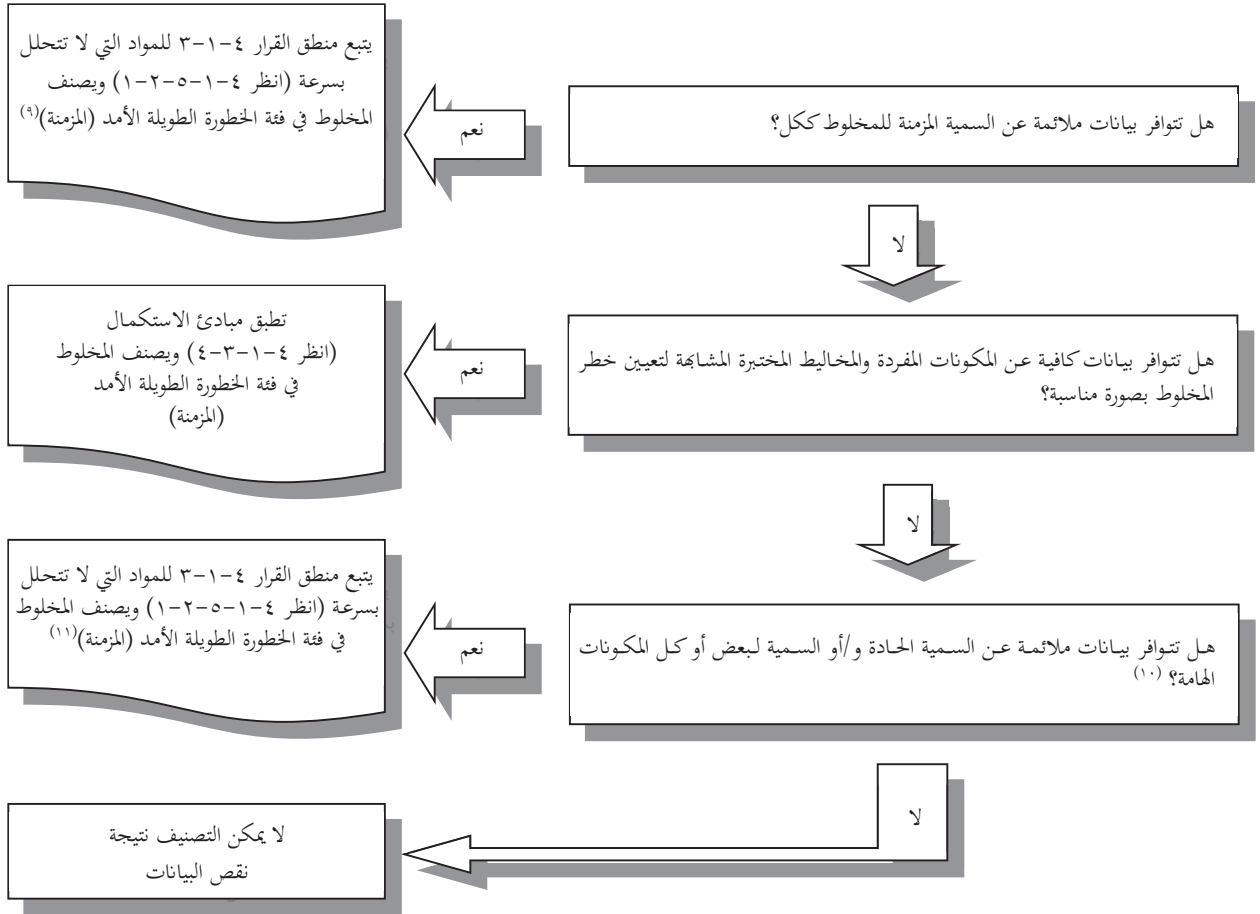 هل تتوافر بيانات ملائمة عن السمية المزمنة للمخلوط ككل؟
نعم
يتبع منطق القرار ٤-١-٣ للمواد التي لا تتحلل
بسرعة (انظر ٤-١-٥-٢-١) ويصنف
المخلوط في فئة الخطورة الطويلة الأمد (المزمنة)(٩)
لا
هل تتوافر بيانات كافية عن المكونات المفردة والمخاليط المختبرة المشابهة لتعيين خطر
المخلوط بصورة مناسبة؟
نعم
تطبق مبادئ الاستكمال
(انظر ٤-١-٣-٤) ويصنف المخلوط
في فئة الخطورة الطويلة الأمد
(المزمنة)
لا
هل تتوافر بيانات ملائمة عن السمية الحادة و/أو السمية لبعض أو كل المكونات
الهامة؟ (١٠)
نعم
يتبع منطق القرار ٤-١-٣ للمواد التي لا تتحلل
بسرعة (انظر ٤-١-٥-٢-١) ويصنف المخلوط
في فئة الخطورة الطويلة الأمد (المزمنة)(١١)
لا
لا يمكن التصنيف نتيجة
نقص البيانات